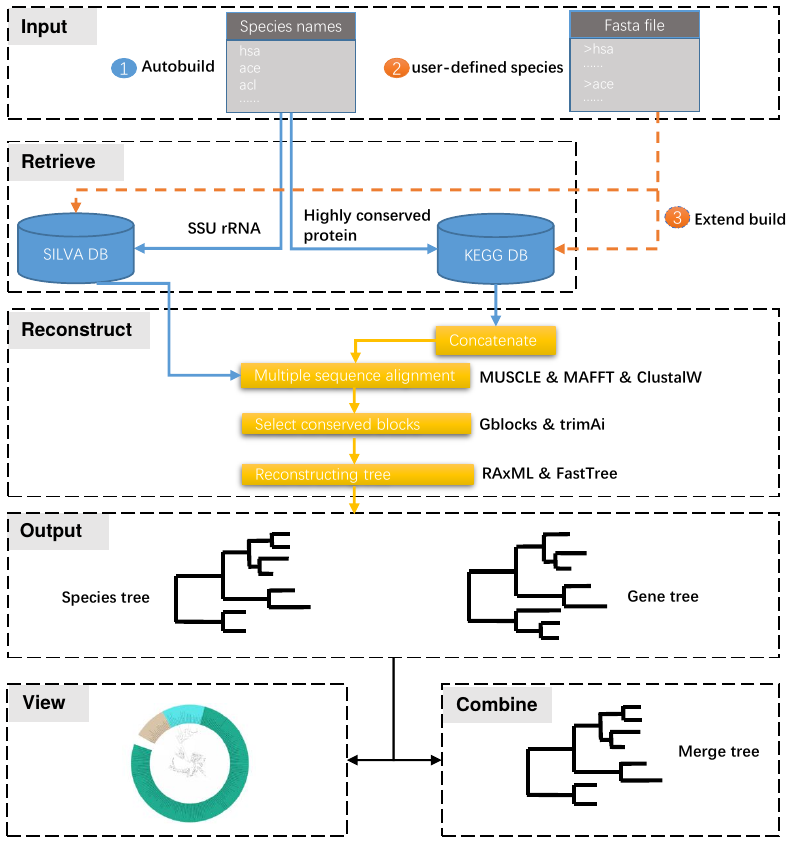 Input
Species names
hsa
ace
acl
......
1 Autobuild
2 user-defined species
Fasta file
>hsa
......
>ace
......
Retrieve
SILVA DB
SSU rRNA
Highly conserved
protein
KEGG DB
3 Extend build
Reconstruct
Concatenate
Multiple sequence alignment
MUSCLE & MAFFT & ClustalW
Select conserved blocks
Gblocks & trimAi
Reconstructing tree
RAxML & FastTree
Output
Species tree
Gene tree
View
Combine
Merge tree